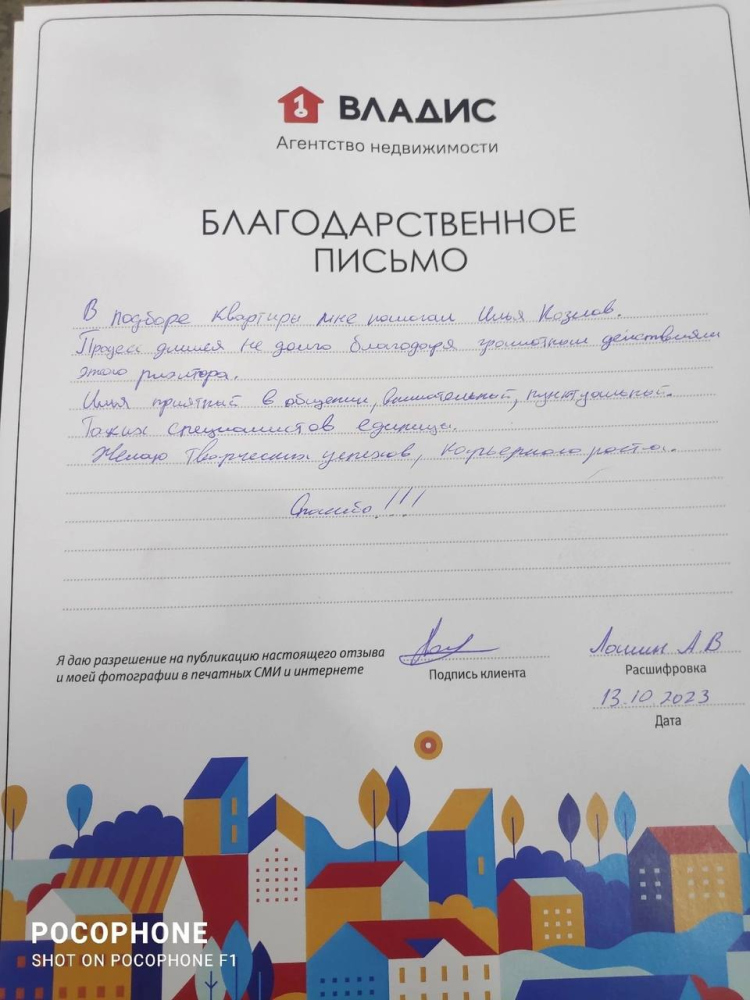 ВЛАДИС
Агентство недвижимости
БЛАГОДАРСТВЕННОЕ
ПИСЬМО
В подборе квартиры мне помогал Илья Козлов.
Процесс длился не долго благодаря грамотным действиям
этого риэлтора.
Илья приятный в общении, внимательный, пунктуальный.
Таких специалистов единицы.
Желаю творческих успехов, карьерного роста.
Спасибо!!!
Я даю разрешение на публикацию настоящего отзыва
и моей фотографии в печатных СМИ и интернете
Подпись клиента
Лошин А.В
Расшифровка
13.10.2023
Дата
POCOPHONE
SHOT ON POCOPHONE F1